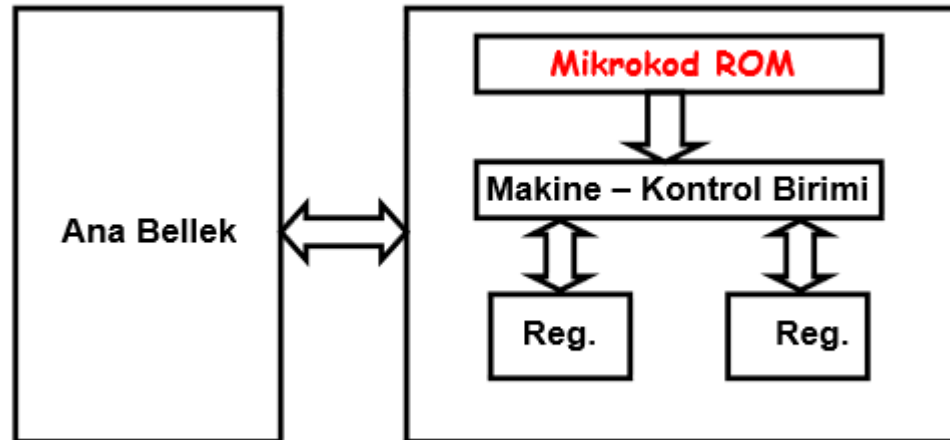 Mikrokod ROM
Makine – Kontrol Birimi
Ana Bellek
Reg.
Reg.